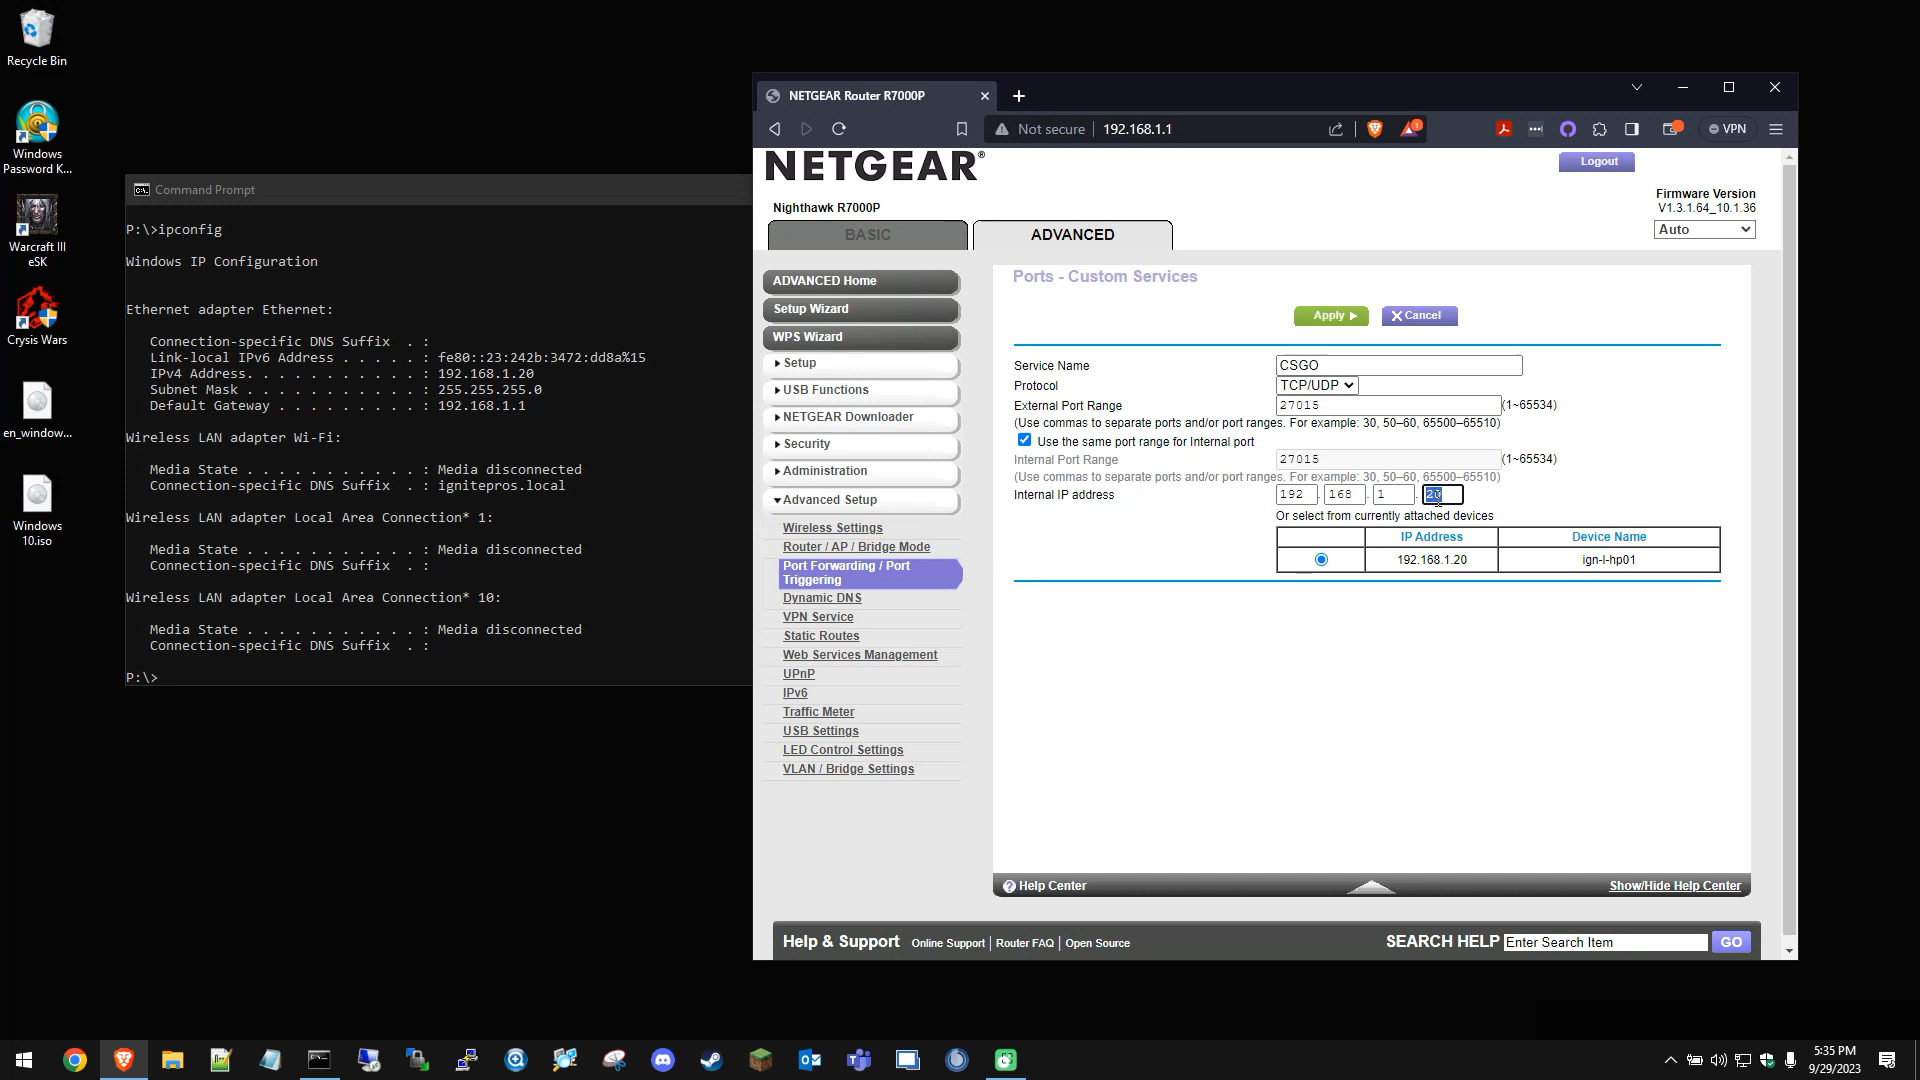 Recycle Bin
Windows
Password K...
Warcraft III
eSK
Crysis Wars
en_window...
Windows
10.iso
Command Prompt
P:\>ipconfig
Windows IP Configuration
Ethernet adapter Ethernet:
Connection-specific DNS Suffix  . :
Link-local IPv6 Address . . . . . : fe80::23:242b:3472:dd8a%15
IPv4 Address. . . . . . . . . . . : 192.168.1.20
Subnet Mask . . . . . . . . . . . : 255.255.255.0
Default Gateway . . . . . . . . . : 192.168.1.1
Wireless LAN adapter Wi-Fi:
Media State . . . . . . . . . . . : Media disconnected
Connection-specific DNS Suffix  . : ignitepros.local
Wireless LAN adapter Local Area Connection* 1:
Media State . . . . . . . . . . . : Media disconnected
Connection-specific DNS Suffix  . :
Wireless LAN adapter Local Area Connection* 10:
Media State . . . . . . . . . . . : Media disconnected
Connection-specific DNS Suffix  . :
P:\>
NETGEAR Router R7000P
Not secure 192.168.1.1
1
VPN
NETGEAR®
Logout
Nighthawk R7000P
Firmware Version
V1.3.1.64_10.1.36
Auto
BASIC
ADVANCED
ADVANCED Home
Setup Wizard
WPS Wizard
Setup
USB Functions
NETGEAR Downloader
Security
Administration
Advanced Setup
Wireless Settings
Router / AP / Bridge Mode
Port Forwarding / Port
Triggering
Dynamic DNS
VPN Service
Static Routes
Web Services Management
UPnP
IPv6
Traffic Meter
USB Settings
LED Control Settings
VLAN / Bridge Settings
Ports - Custom Services
Apply
Cancel
Service Name CSGO
Protocol TCP/UDP
External Port Range 27015 (1~65534)
(Use commas to separate ports and/or port ranges. For example: 30, 50–60, 65500–65510)
Use the same port range for Internal port
Internal Port Range 27015 (1~65534)
(Use commas to separate ports and/or port ranges. For example: 30, 50–60, 65500–65510)
Internal IP address 192 . 168 . 1 . 20
Or select from currently attached devices
IP Address Device Name
192.168.1.20 ign-l-hp01
Help Center
Show/Hide Help Center
Help & Support Online Support | Router FAQ | Open Source
SEARCH HELP Enter Search Item GO
5:35 PM
9/29/2023